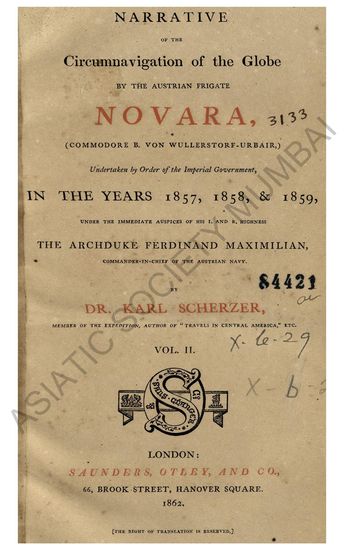 NARRATIVE
OF THE
Circumnavigation of the Globe
BY THE AUSTRIAN FRIGATE
NOVARA,
3133
(COMMODORE B. VON WULLERSTORF-URBAIR,)
Undertaken by Order of the Imperial Government,
IN THE YEARS 1857, 1858, & 1859,
UNDER THE IMMEDIATE AUSPICES OF HIS I. AND R. HIGHNESS
THE ARCHDUKE FERDINAND MAXIMILIAN,
COMMANDER-IN-CHIEF OF THE AUSTRIAN NAVY.
84421
BY
DR. KARL SCHERZER,
MEMBER OF THE EXPEDITION, AUTHOR OF "TRAVELS IN CENTRAL AMERICA," ETC.
VOL. II.
X-6-29
X-b-
LONDON:
SAUNDERS, OTLEY, AND CO.,
66, BROOK STREET, HANOVER SQUARE.
1862.
[THE RIGHT OF TRANSLATION IS RESERVED.]
ASIATIC SOCIETY MUMBAI